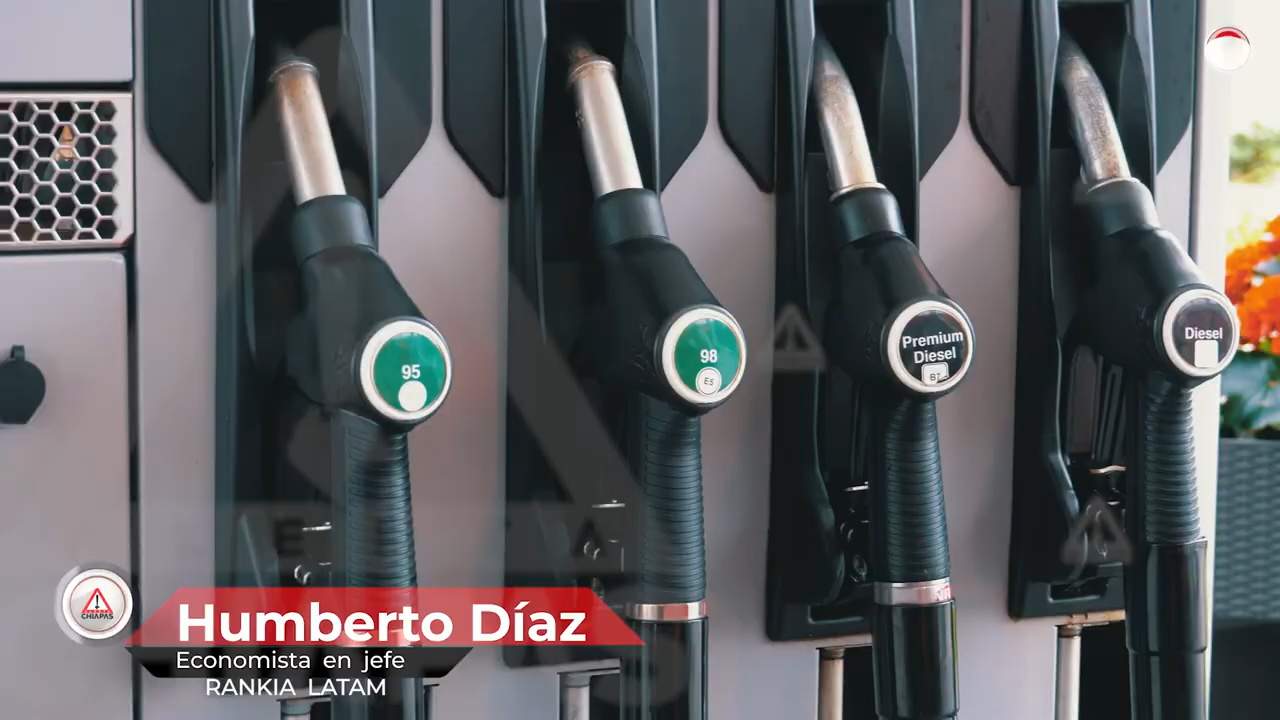 95
98
E5
Premium
Diesel
B7
Diesel
CHIAPAS
Humberto Díaz
Economista en jefe
RANKIA LATAM